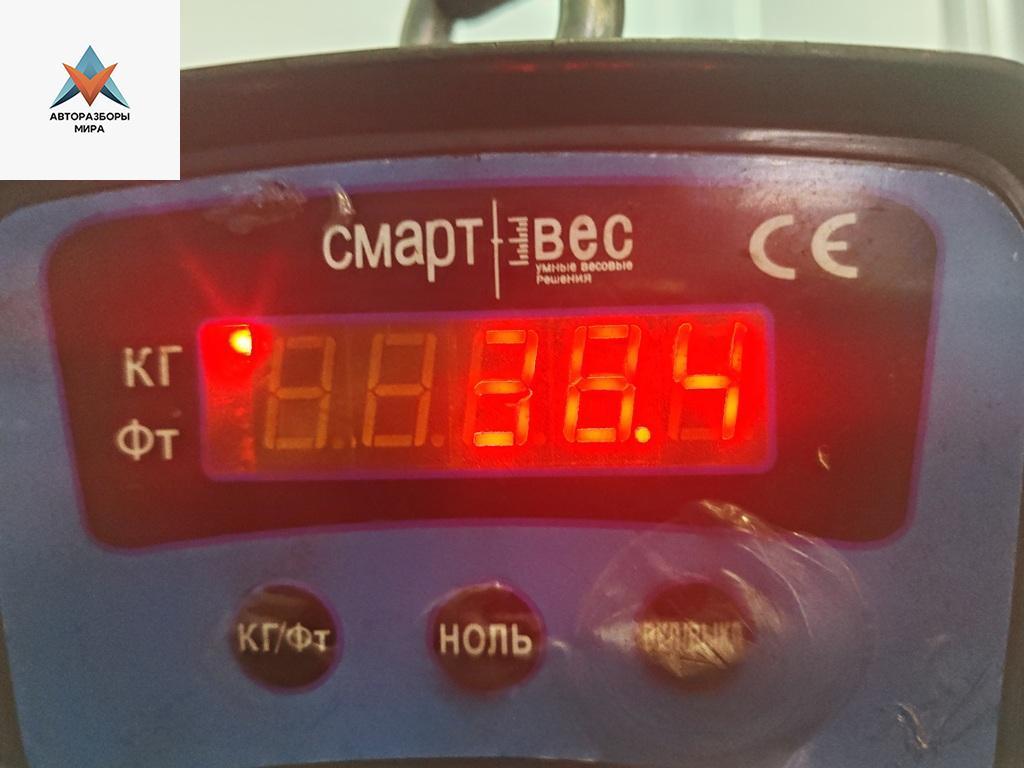 АВТОРАЗБОРЫ
МИРА
смарт вес
умные весовые
решения
CE
КГ
Фт
36.4
КГ/Фт
НОЛЬ